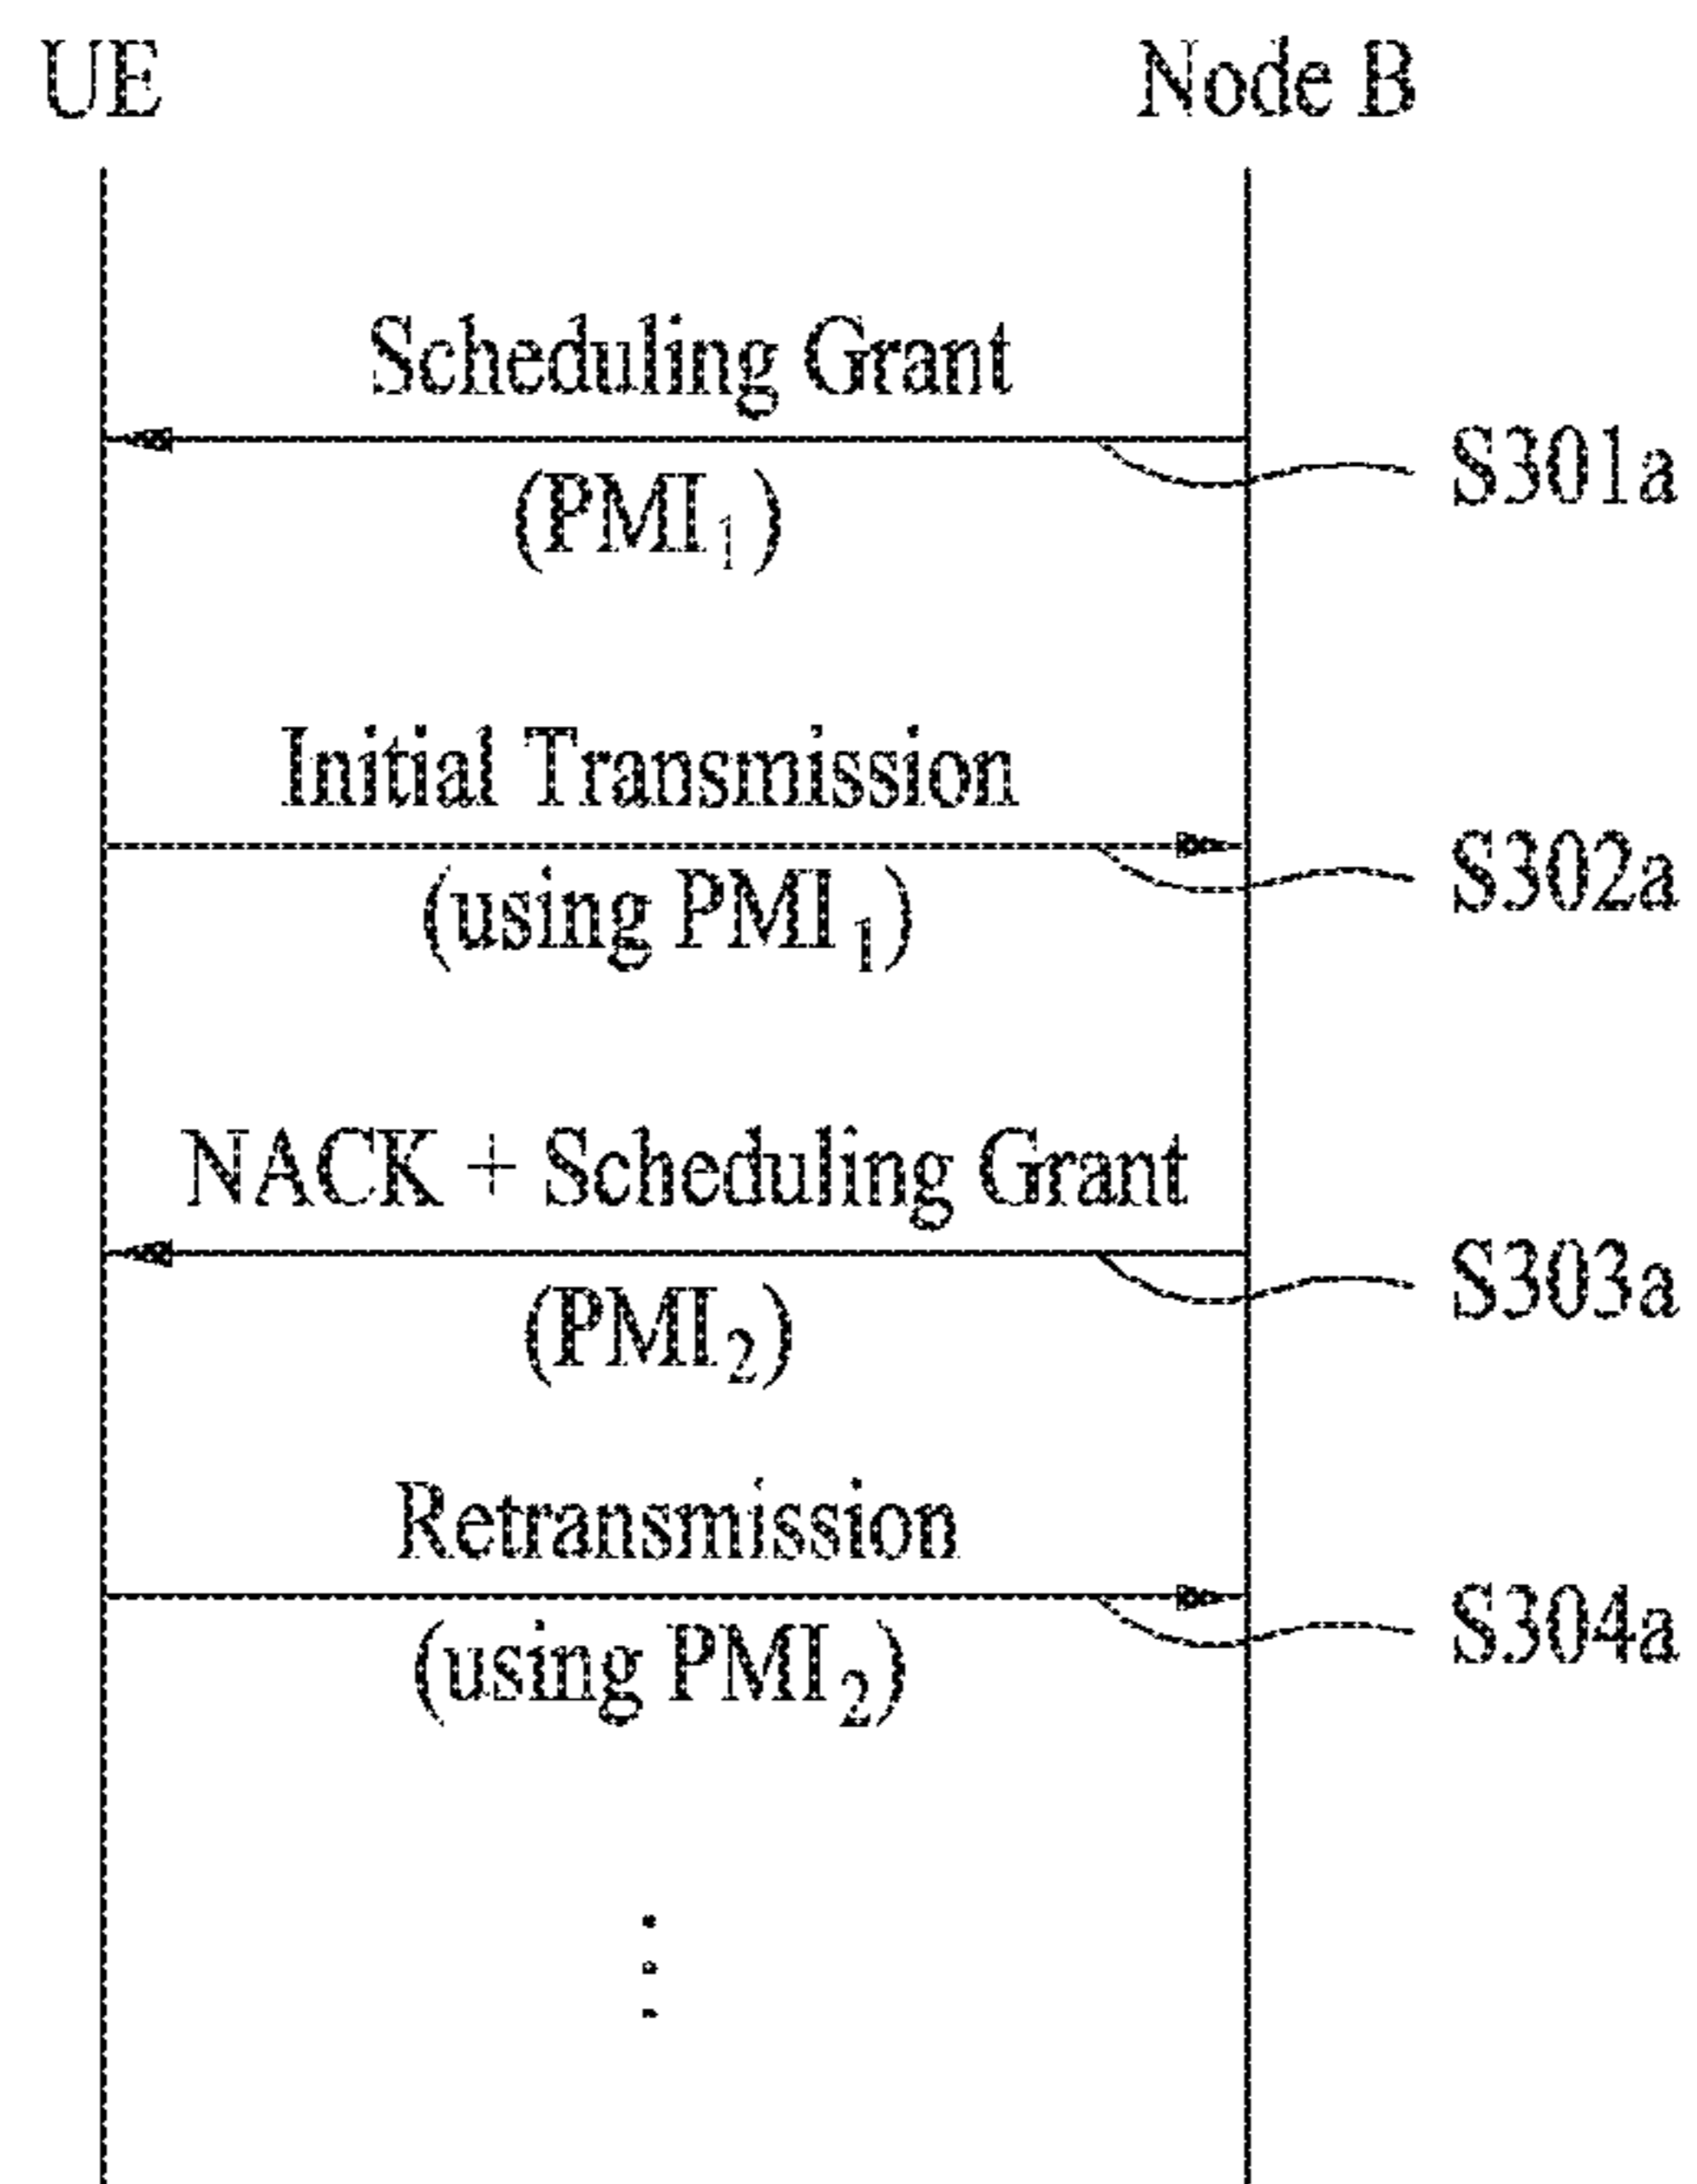 UE Node B
Scheduling Grant
S301a
(PMI₁)
Initial Transmission
S302a
(using PMI₁)
NACK + Scheduling Grant
S303a
(PMI₂)
Retransmission
S304a
(using PMI₂)